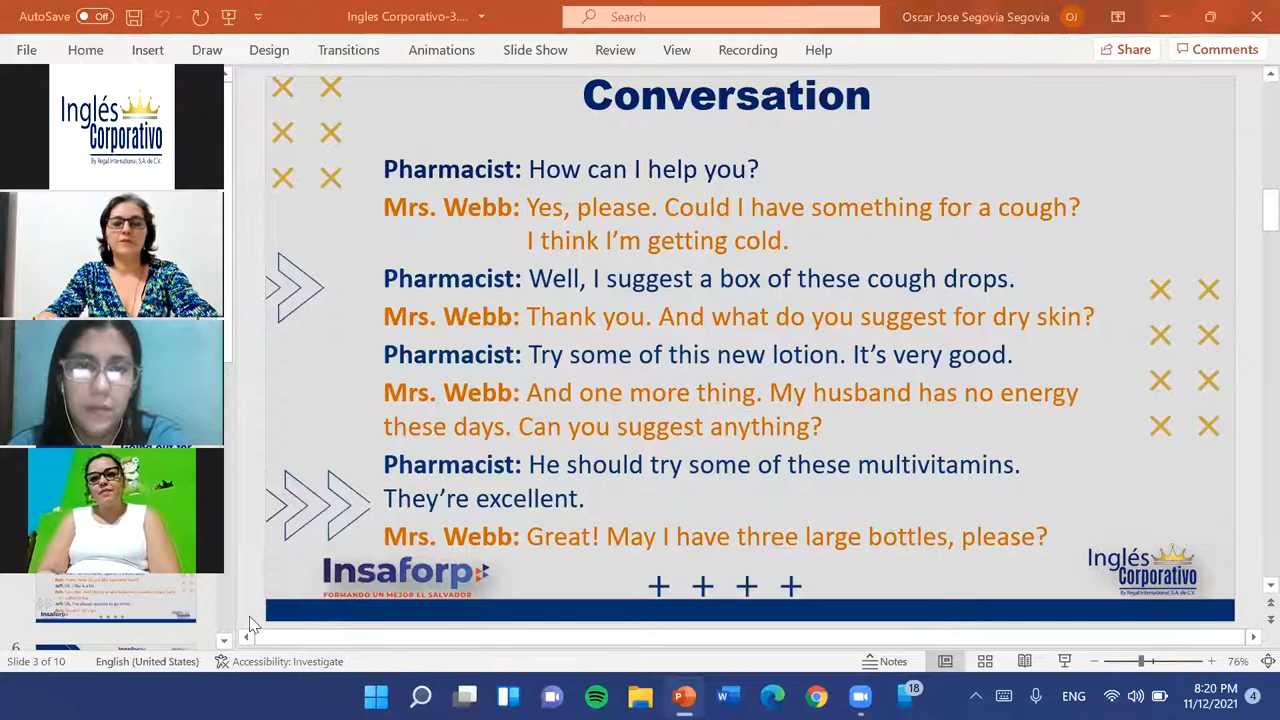 AutoSave Off Ingles Corporativo-3.... Search Oscar Jose Segovia Segovia OJ
File Home Insert Draw Design Transitions Animations Slide Show Review View Recording Help Share Comments
Inglés
Corporativo
By Regal International, S.A. de C.V.
Conversation
Pharmacist: How can I help you?
Mrs. Webb: Yes, please. Could I have something for a cough?
I think I'm getting cold.
Pharmacist: Well, I suggest a box of these cough drops.
Mrs. Webb: Thank you. And what do you suggest for dry skin?
Pharmacist: Try some of this new lotion. It's very good.
Mrs. Webb: And one more thing. My husband has no energy
these days. Can you suggest anything?
Pharmacist: He should try some of these multivitamins.
They're excellent.
Mrs. Webb: Great! May I have three large bottles, please?
Insaforp
FORMANDO UN MEJOR EL SALVADOR
Inglés
Corporativo
6
Slide 3 of 10 English (United States) Accessibility: Investigate Notes 76%
18 ENG 8:20 PM
11/12/2021 4